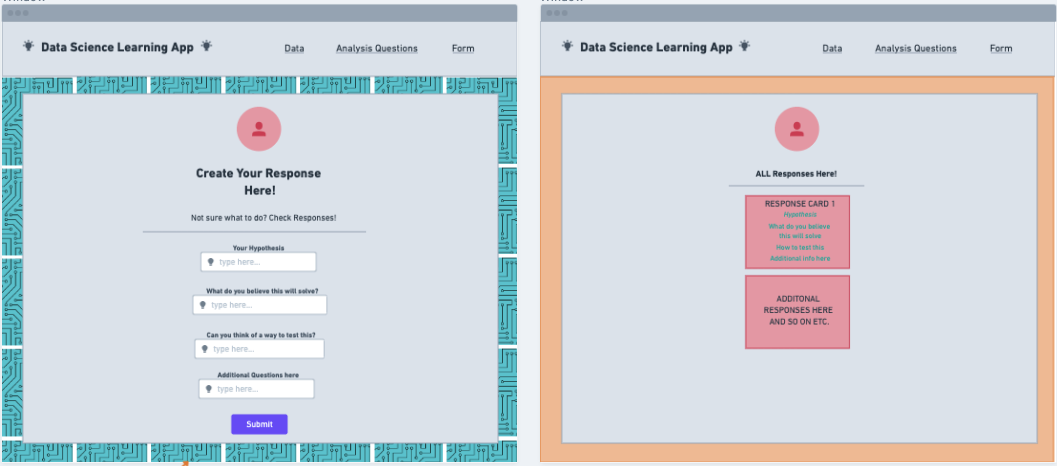 Window
Data Science Learning App
Data
Analysis Questions
Form
Create Your Response
Here!
Not sure what to do? Check Responses!
Your Hypothesis
type here...
What do you believe this will solve?
type here...
Can you think of a way to test this?
type here...
Additional Questions here
type here...
Submit
Window
Data Science Learning App
Data
Analysis Questions
Form
ALL Responses Here!
RESPONSE CARD 1
Hypothesis
What do you believe
this will solve
How to test this
Additional info here
ADDITONAL
RESPONSES HERE
AND SO ON ETC.